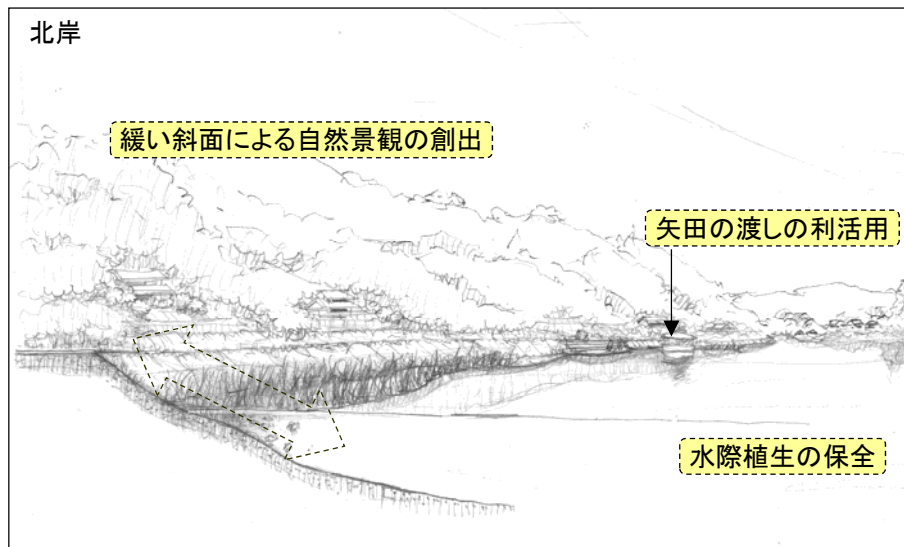 北岸
緩い斜面による自然景観の創出
矢田の渡しの利活用
水際植生の保全